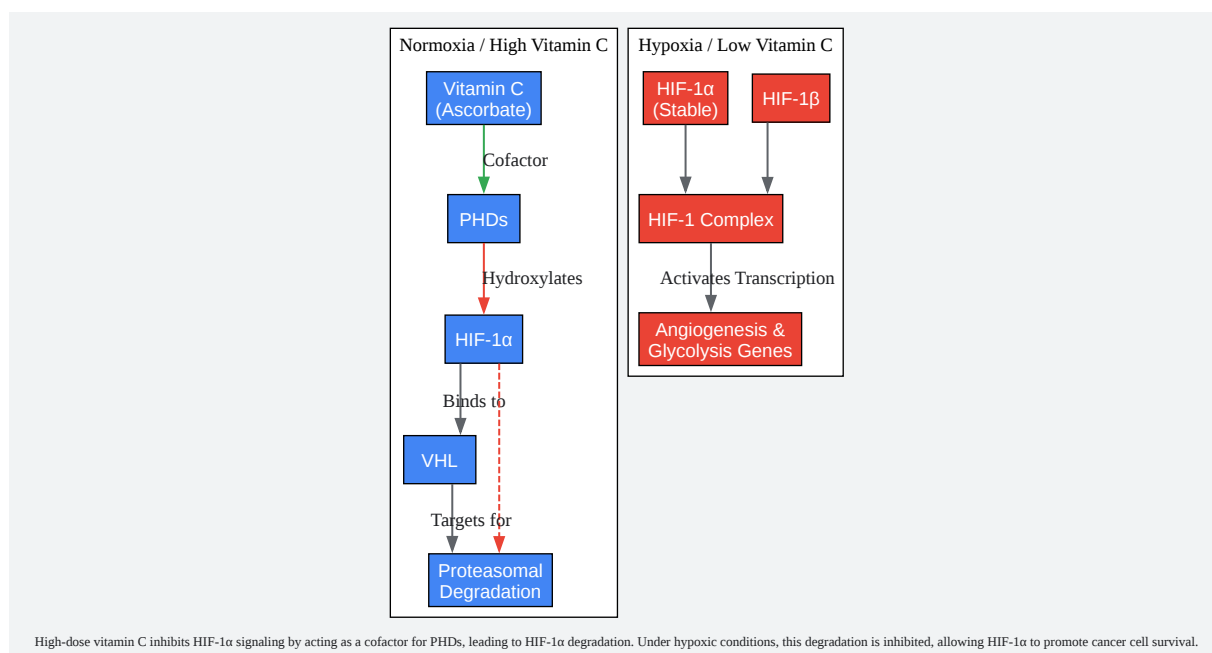 Normoxia / High Vitamin C
Vitamin C
(Ascorbate)
Cofactor
PHDs
Hydroxylates
HIF-1α
Binds to
VHL
Targets for
Proteasomal
Degradation
Hypoxia / Low Vitamin C
HIF-1α
(Stable)
HIF-1β
HIF-1 Complex
Activates Transcription
Angiogenesis &
Glycolysis Genes
High-dose vitamin C inhibits HIF-1α signaling by acting as a cofactor for PHDs, leading to HIF-1α degradation. Under hypoxic conditions, this degradation is inhibited, allowing HIF-1α to promote cancer cell survival.